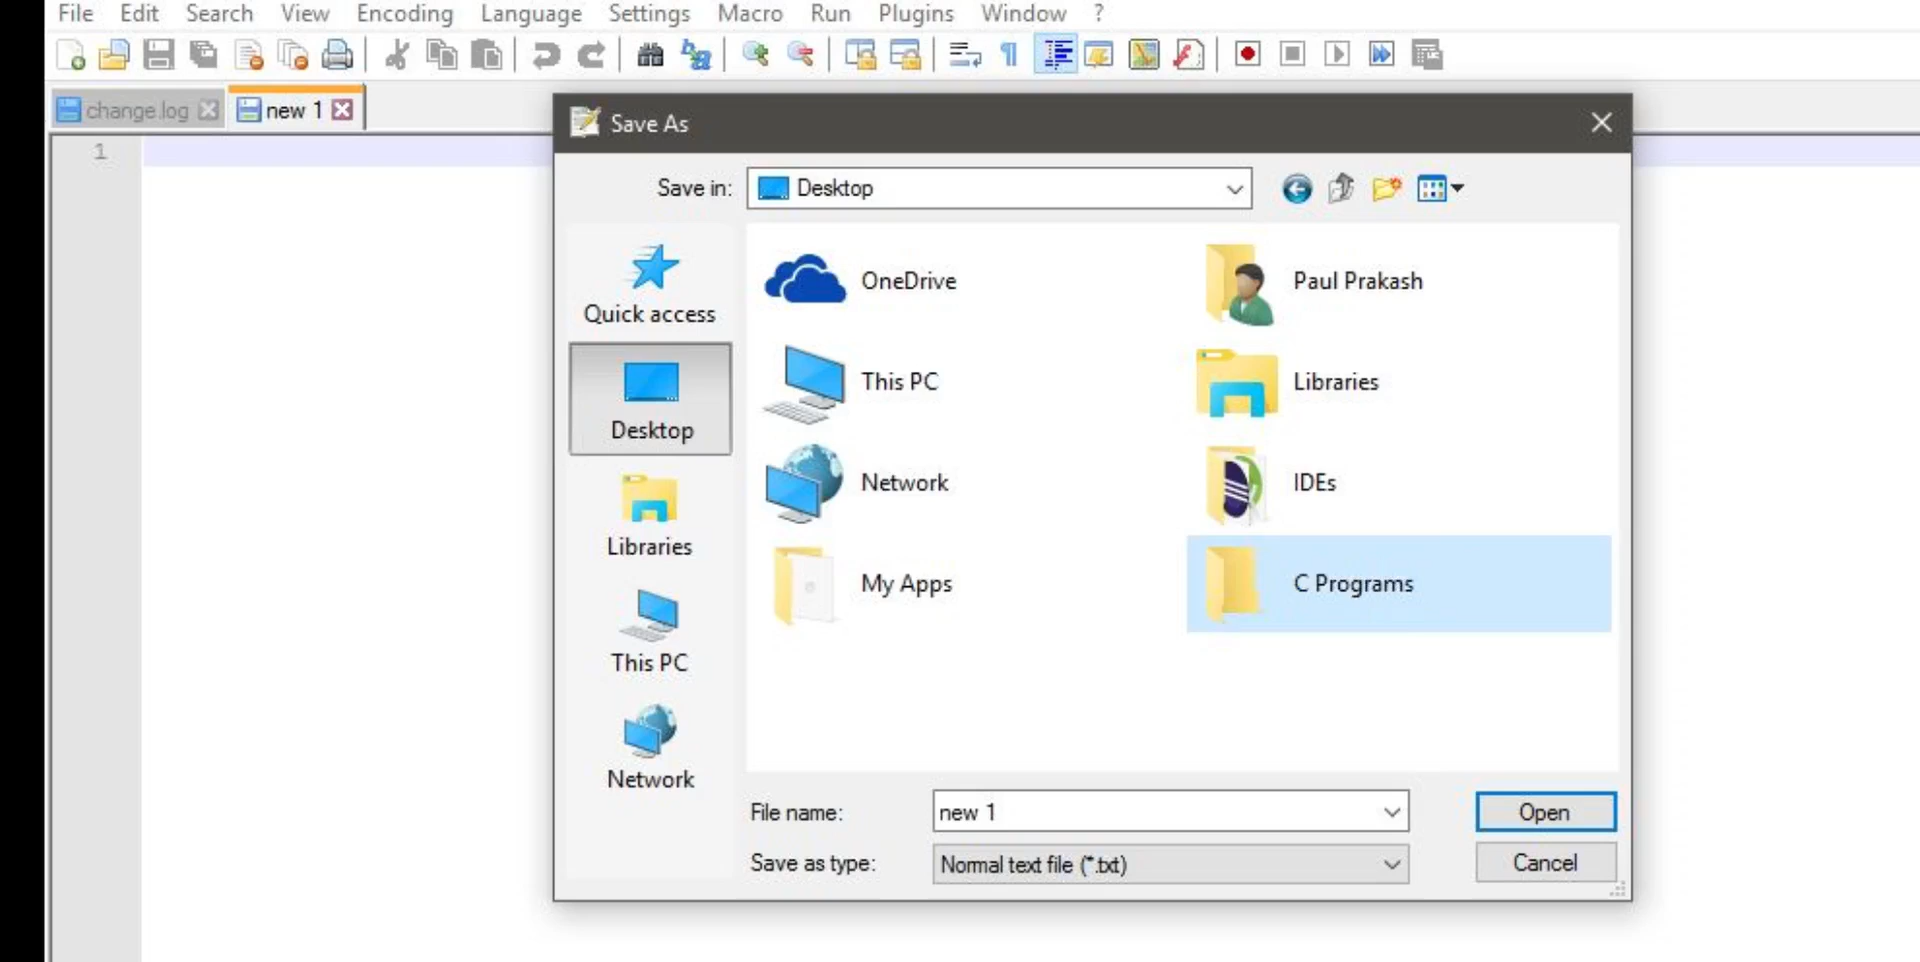 File Edit Search View Encoding Language Settings Macro Run Plugins Window ?
change.log new 1
1
Save As
Save in: Desktop
Quick access
Desktop
Libraries
This PC
Network
OneDrive Paul Prakash
This PC Libraries
Network IDEs
My Apps C Programs
File name: new 1 Open
Save as type: Normal text file (*.txt) Cancel